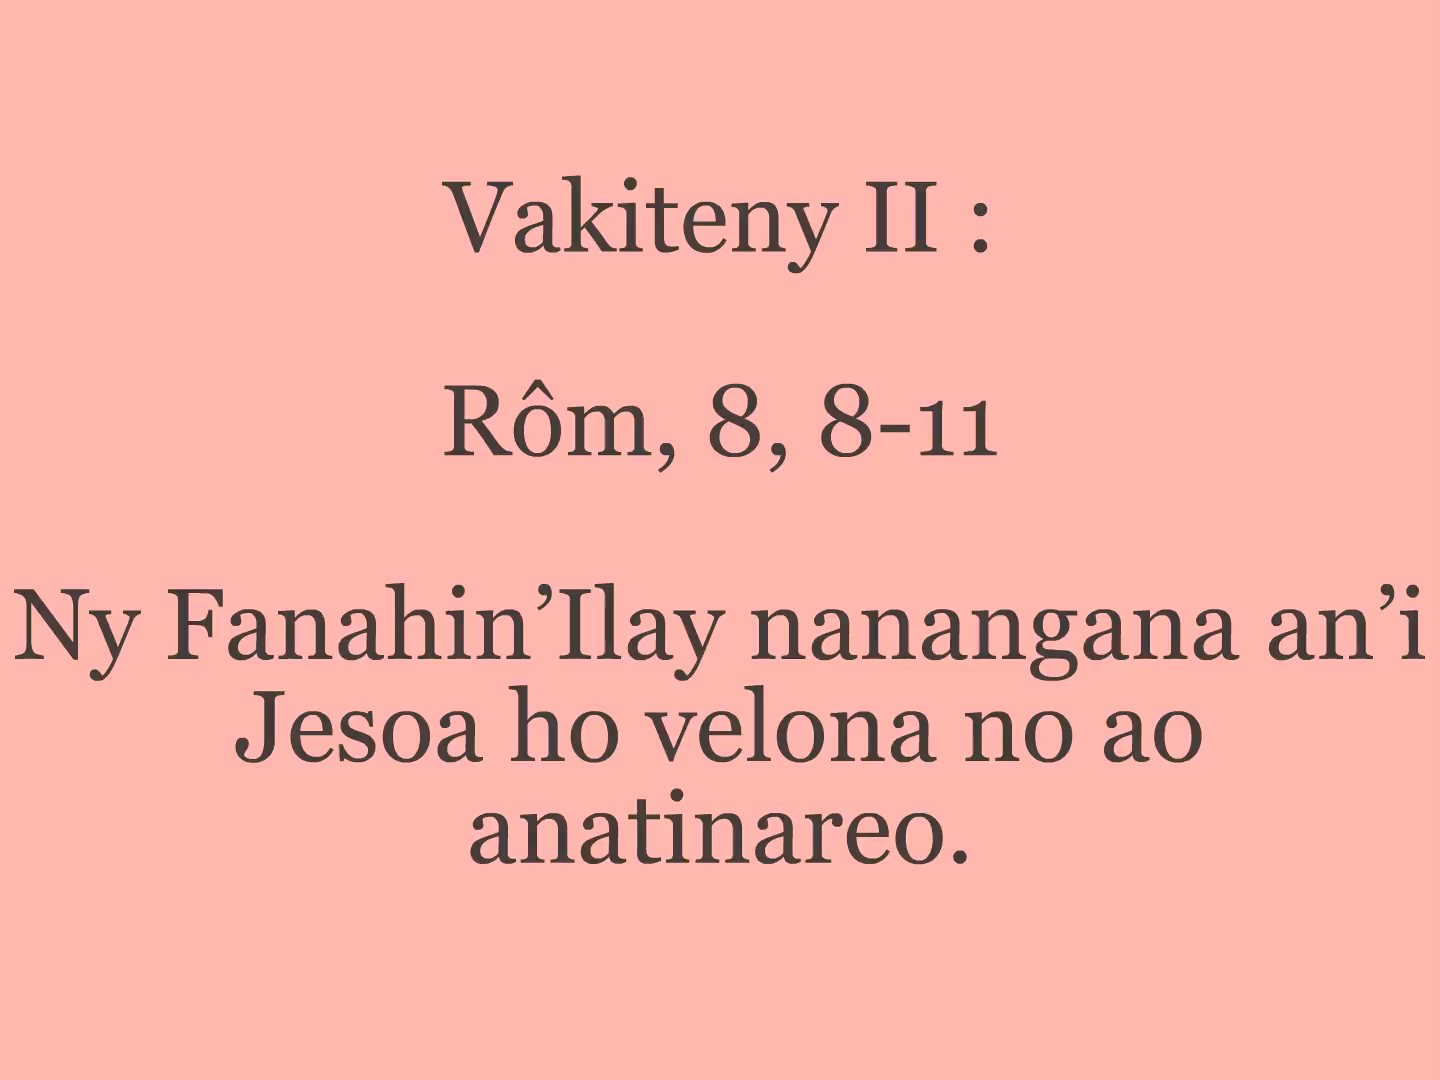 Vakiteny II :
Rôm, 8, 8-11
Ny Fanahin’Ilay nanangana an’i
Jesoa ho velona no ao
anatinareo.